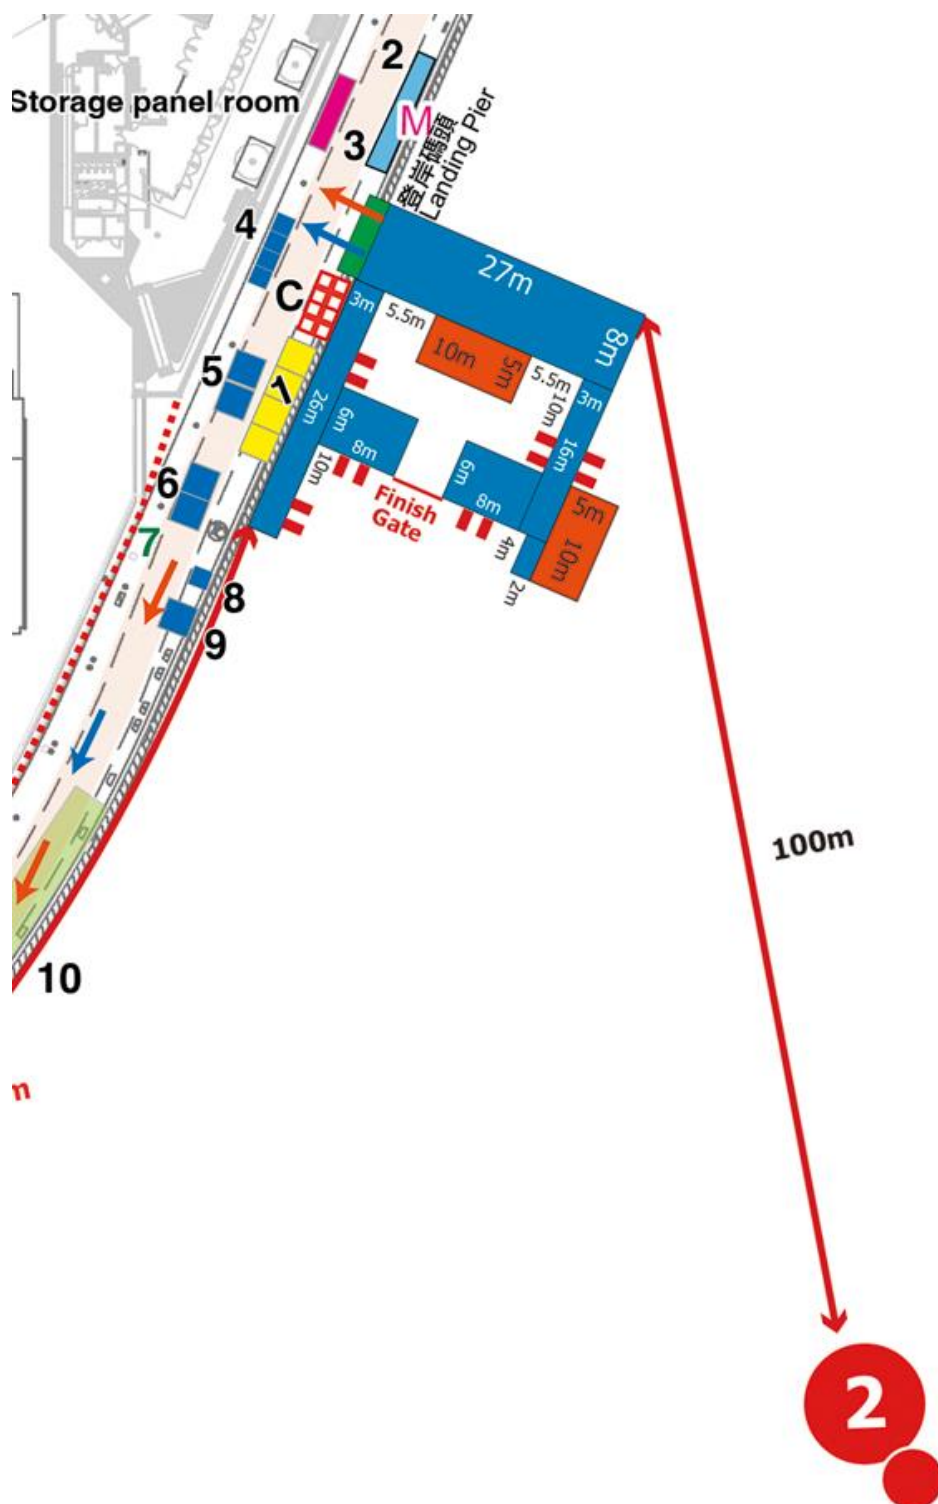 2
Storage panel room
M
3
登岸碼頭
Landing Pier
4
27m
C
3m
5.5m
8m
10m
5m
5.5m
3m
5
1
26m
6m
8m
10m
10m
16m
6
6m
8m
Finish
Gate
5m
10m
4m
2m
7
8
9
100m
10
m
2